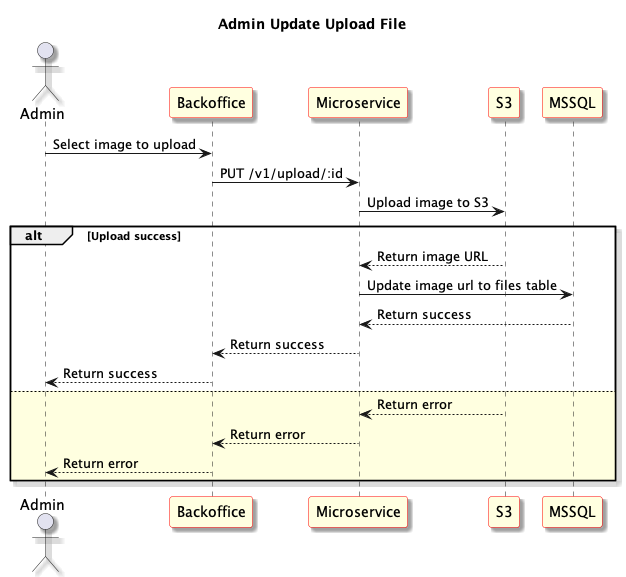 Admin Update Upload File
Admin
Backoffice
Microservice
S3
MSSQL
Select image to upload
PUT /v1/upload/:id
Upload image to S3
alt
[Upload success]
Return image URL
Update image url to files table
Return success
Return success
Return success
Return error
Return error
Return error
Admin
Backoffice
Microservice
S3
MSSQL